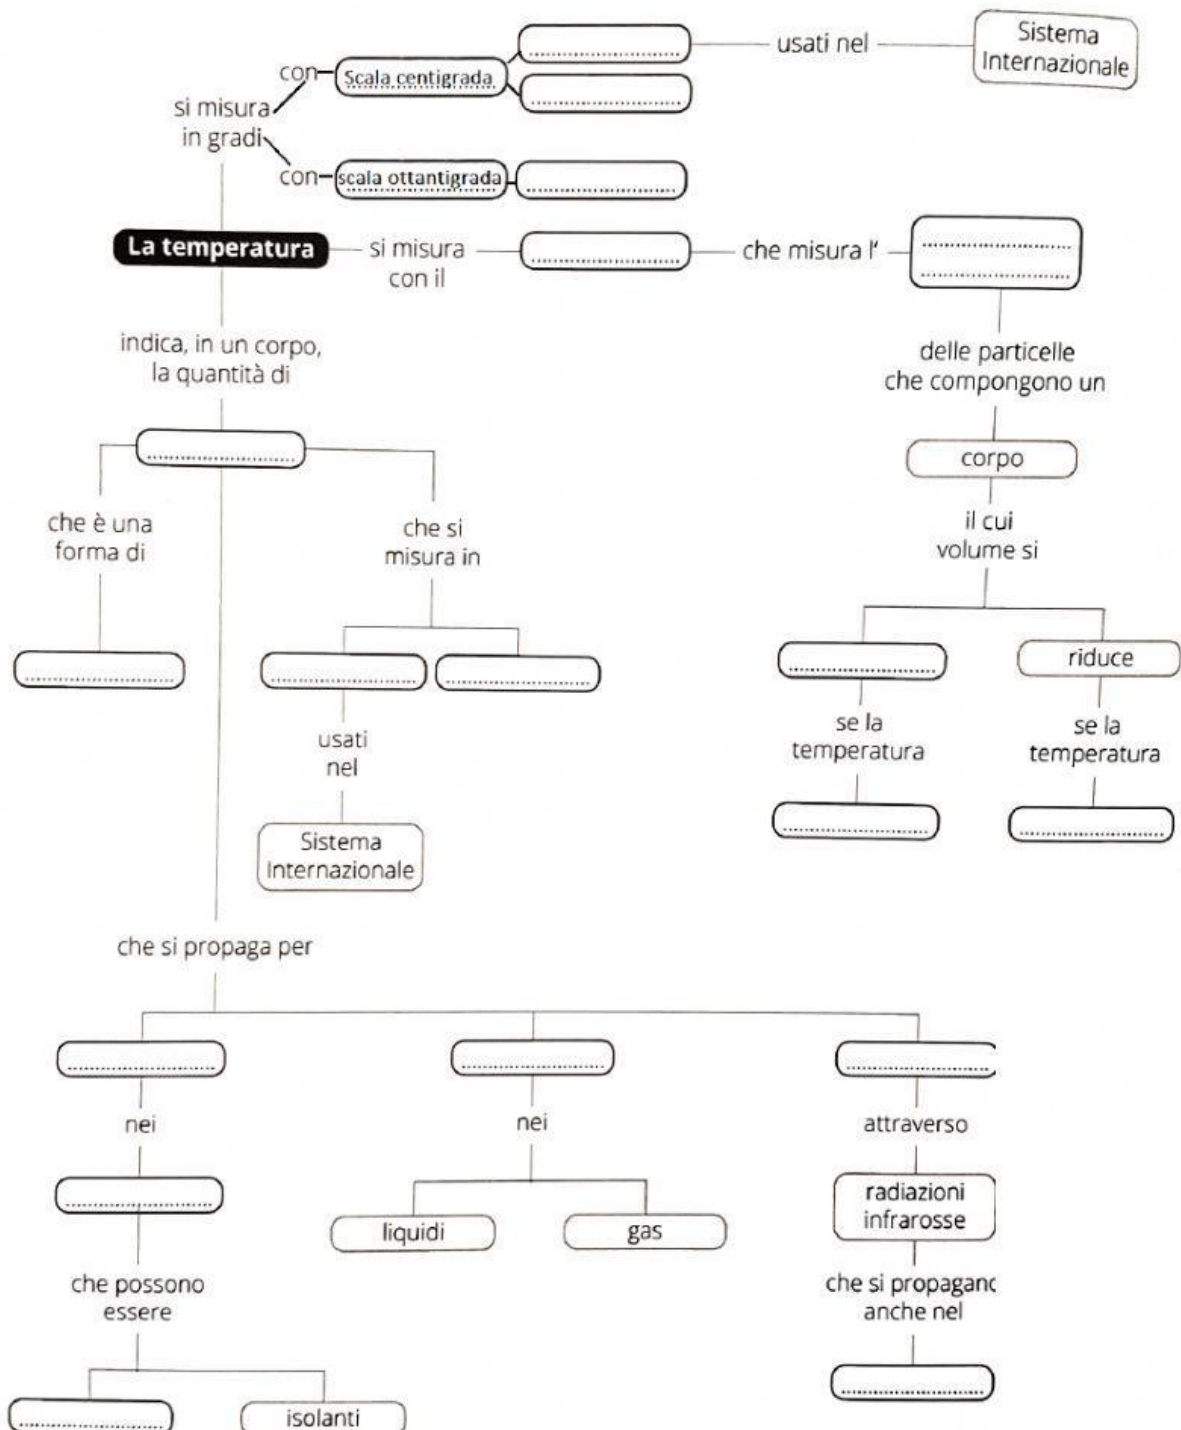 usati nel
Sistema
Internazionale
con
Scala centigrada
si misura
in gradi
con
scala ottantigrada
La temperatura
si misura
con il
che misura l'
indica, in un corpo,
la quantità di
delle particelle
che compongono un
corpo
che è una
forma di
che si
misura in
il cui
volume si
riduce
usati
nel
se la
temperatura
se la
temperatura
Sistema
Internazionale
che si propaga per
nei
nei
attraverso
liquidi
gas
radiazioni
infrarosse
che possono
essere
che si propagano
anche nel
isolanti